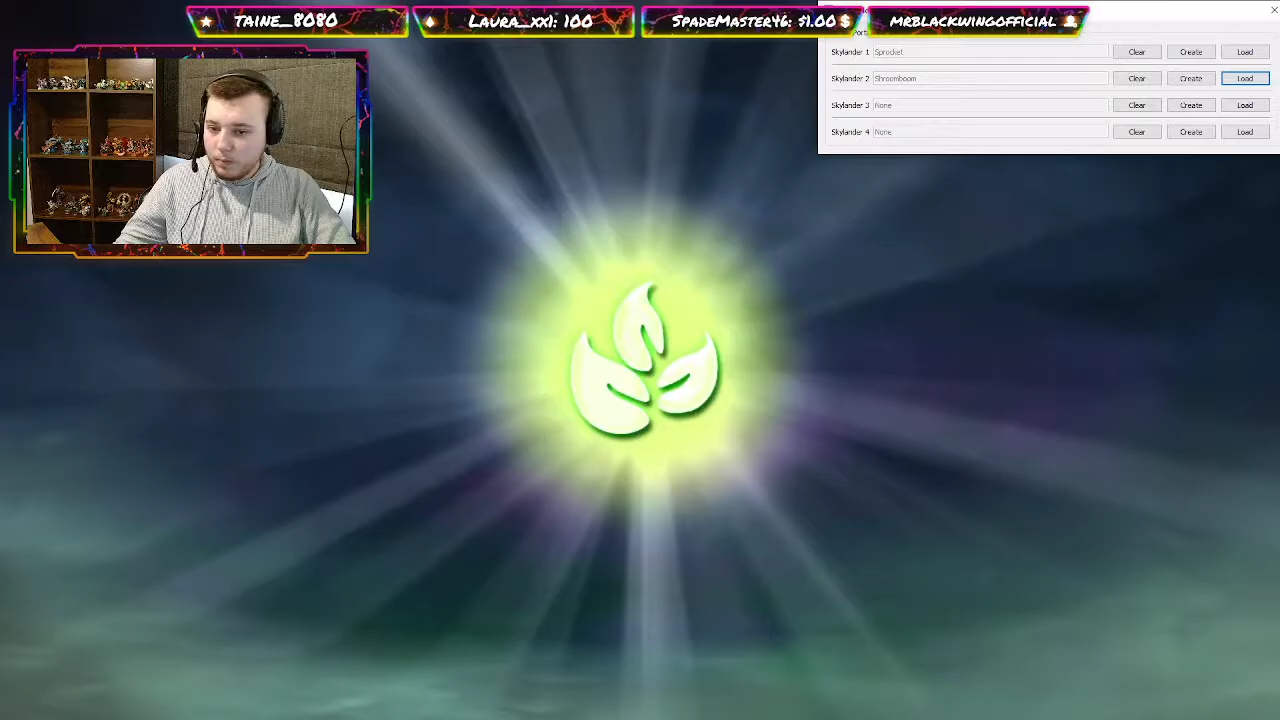 TAINE_8080
LAURA_XX1: 100
SPADEMASTER46: $1.00 $
MRBLACKWINGOFFICIAL
Skylander 1 Sprocket Clear Create Load
Skylander 2 Shroomboom Clear Create Load
Skylander 3 None Clear Create Load
Skylander 4 None Clear Create Load